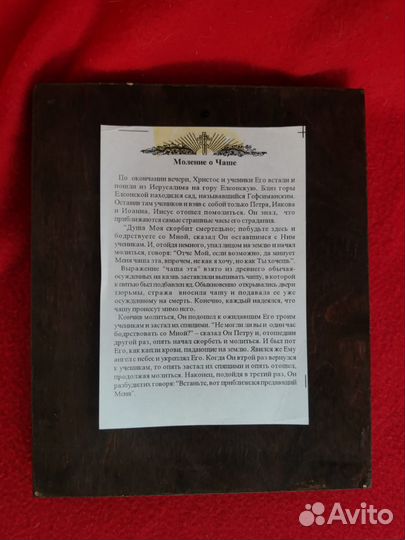 Моление о Чаше
По окончании вечери, Христос и ученики Его встали и
пошли из Иерусалима на гору Елеонскую. Близ горы
Елеонской находился сад, называвшийся Гефсиманским.
Оставив там учеников и взяв с собой только Петра, Иакова
и Иоанна, Иисус отошел помолиться. Он знал, что
приближаются самые страшные часы его страдания.
"Душа Моя скорбит смертельно; побудьте здесь и
бодрствуете со Мной, сказал Он оставшимся с Ним
ученикам. И, отойдя немного, упал лицом на землю и начал
молиться, говоря: "Отче Мой, если возможно, да минует
Меня чаша эта, впрочем, не как я хочу, но как Ты хочешь".
Выражение "чаша эта" взято из древнего обычая-
осужденных на казнь заставляли выпивать чашу, в которой
к питью был подбавлен яд. Обыкновенно открывались двери
тюрьмы, стража вносила чашу и подавала ее уже
осужденному на смерть. Конечно, каждый надеялся, что
чашу пронесут мимо него.
Кончив молиться, Он подошел к ожидавшим Его троим
ученикам и застал их спящими. "Не могли ли вы и один час
бодрствовать со Мной?" – сказал Он Петру и, отошедши
другой раз, опять начал скорбеть и молиться. И был пот
Его, как капли крови, падающие на землю. Явился же Ему
ангел с небес и укреплял Его. Когда Он втрой раз вернулся
к ученикам, то опять застал их спящими и опять отошел,
продолжая молиться. Наконец, подойдя в третий раз, Он
разбудил их говоря: "Встаньте, вот приблизился предавший
Меня".
Avito